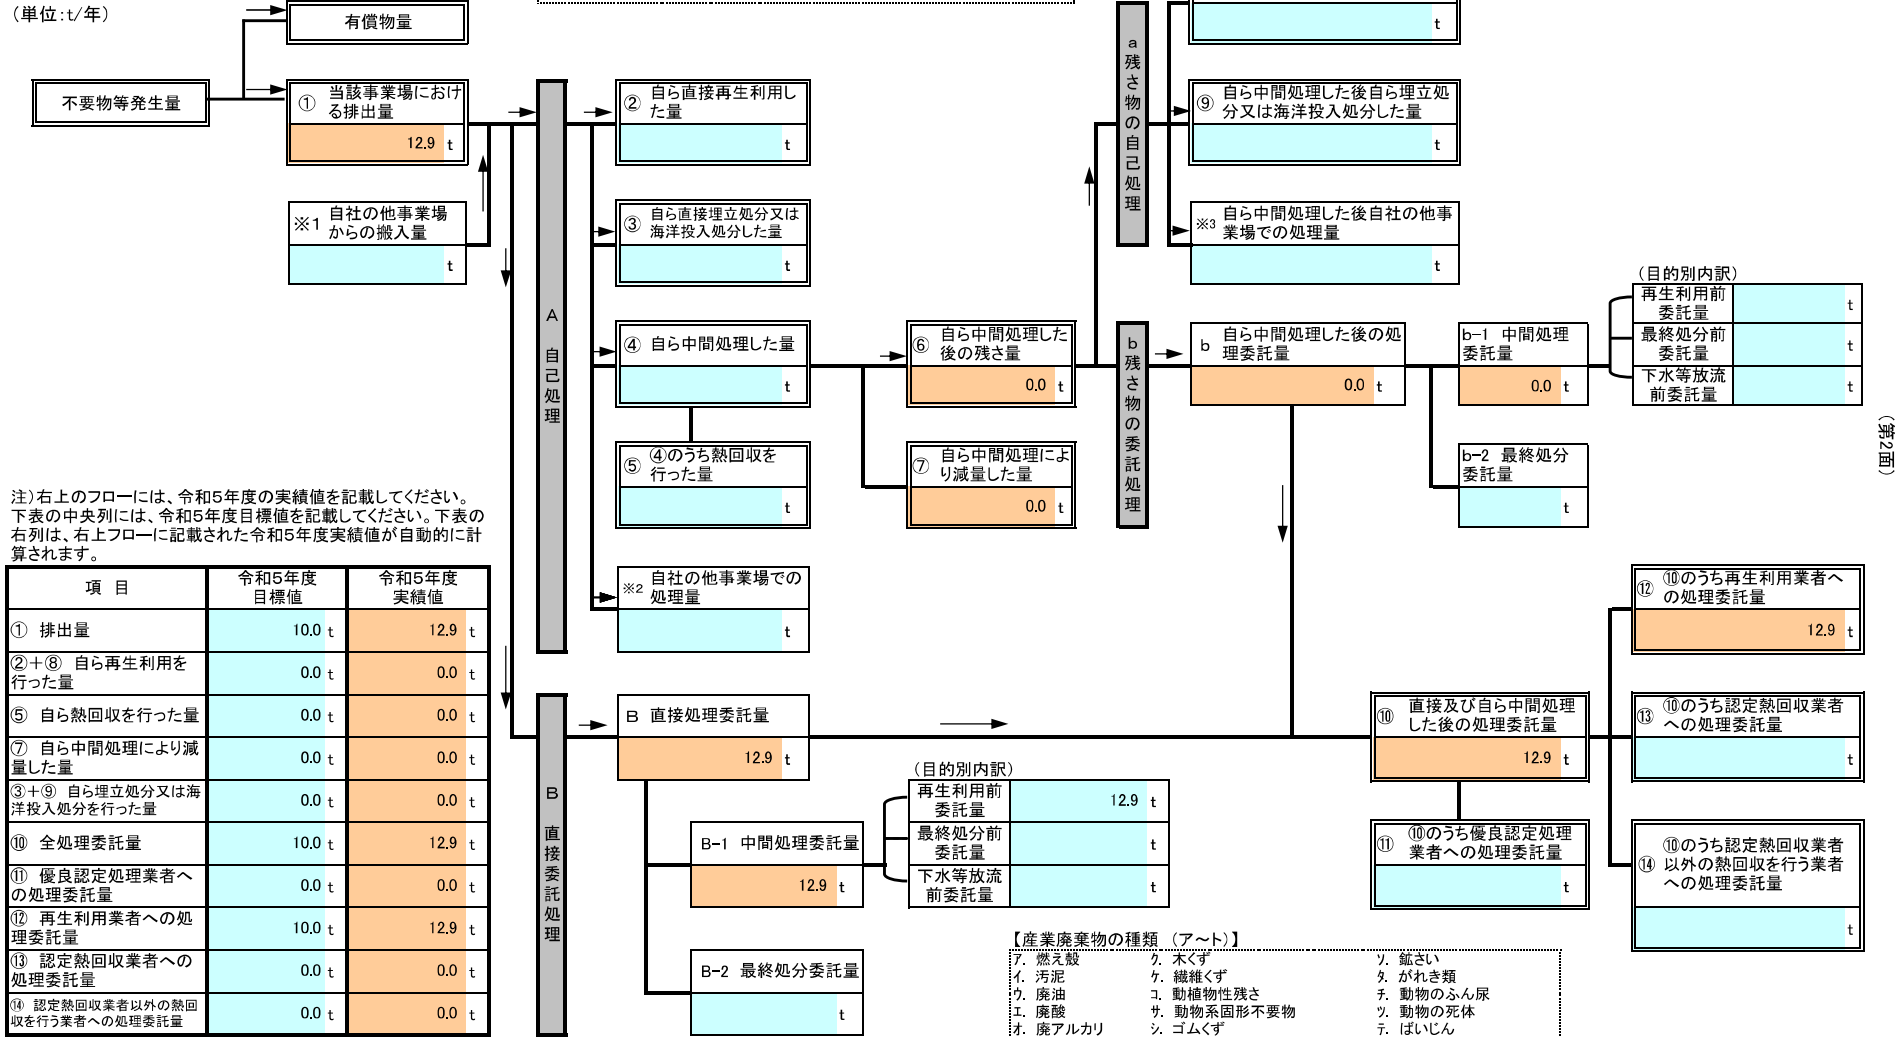 (単位:t/年)
有償物量
不要物等発生量
① 当該事業場におけ
る排出量
12.9 t
※1 自社の他事業場
からの搬入量
t
A 自己処理
② 自ら直接再生利用し
た量
t
③ 自ら直接埋立処分又は
海洋投入処分した量
t
④ 自ら中間処理した量
t
⑤ ④のうち熱回収を
行った量
t
※2 自社の他事業場での
処理量
t
⑥ 自ら中間処理した
後の残さ量
0.0 t
⑦ 自ら中間処理によ
り減量した量
0.0 t
a 残さ物の自己処理
t
⑨ 自ら中間処理した後自ら埋立処
分又は海洋投入処分した量
t
※3 自ら中間処理した後自社の他事
業場での処理量
t
b 残さ物の委託処理
b 自ら中間処理した後の処
理委託量
0.0 t
b-1 中間処理
委託量
0.0 t
(目的別内訳)
再生利用前
委託量 t
最終処分前
委託量 t
下水等放流
前委託量 t
b-2 最終処分
委託量
t
(第2面)
注)右上のフローには、令和5年度の実績値を記載してください。
下表の中央列には、令和5年度目標値を記載してください。下表の
右列は、右上フローに記載された令和5年度実績値が自動的に計
算されます。
項 目 令和5年度
目標値 令和5年度
実績値
① 排出量 10.0 t 12.9 t
②+⑧ 自ら再生利用を
行った量 0.0 t 0.0 t
⑤ 自ら熱回収を行った量 0.0 t 0.0 t
⑦ 自ら中間処理により減
量した量 0.0 t 0.0 t
③+⑨ 自ら埋立処分又は海
洋投入処分を行った量 0.0 t 0.0 t
⑩ 全処理委託量 10.0 t 12.9 t
⑪ 優良認定処理業者へ
の処理委託量 0.0 t 0.0 t
⑫ 再生利用業者への処
理委託量 10.0 t 12.9 t
⑬ 認定熱回収業者への
処理委託量 0.0 t 0.0 t
⑭ 認定熱回収業者以外の熱回
収を行う業者への処理委託量 0.0 t 0.0 t
B 直接委託処理
B 直接処理委託量
12.9 t
B-1 中間処理委託量
12.9 t
(目的別内訳)
再生利用前
委託量 12.9 t
最終処分前
委託量 t
下水等放流
前委託量 t
B-2 最終処分委託量
t
⑩ 直接及び自ら中間処理
した後の処理委託量
12.9 t
⑪ ⑩のうち優良認定処理
業者への処理委託量
t
⑫ ⑩のうち再生利用業者へ
の処理委託量
12.9 t
⑬ ⑩のうち認定熱回収業者
への処理委託量
t
⑭ ⑩のうち認定熱回収業者
以外の熱回収を行う業者
への処理委託量
t
【産業廃棄物の種類 (ア~ト)】
ア. 燃え殻 ク. 木くず ソ. 鉱さい
イ. 汚泥 ケ. 繊維くず タ. がれき類
ウ. 廃油 コ. 動植物性残さ チ. 動物のふん尿
エ. 廃酸 サ. 動物系固形不要物 ツ. 動物の死体
オ. 廃アルカリ シ. ゴムくず テ. ばいじん